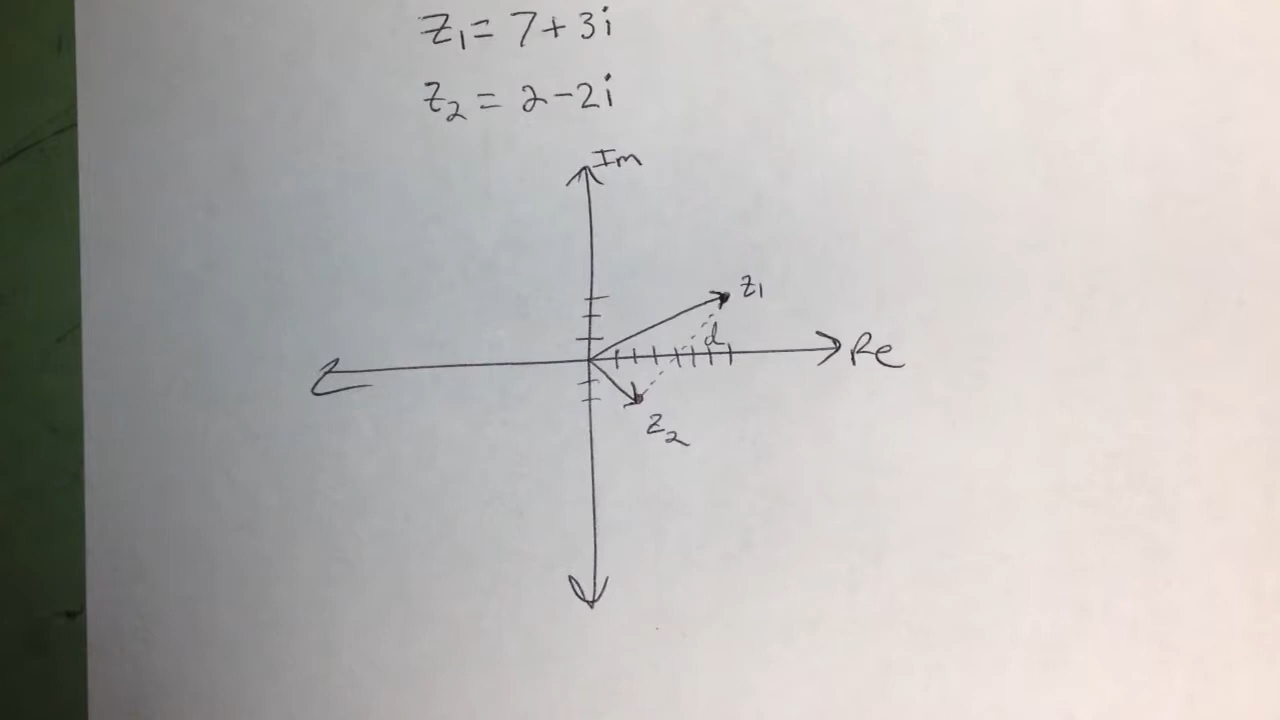 Z₁ = 7 + 3i
Z₂ = 2 - 2i
Im
Z₁
d
Re
Z₂